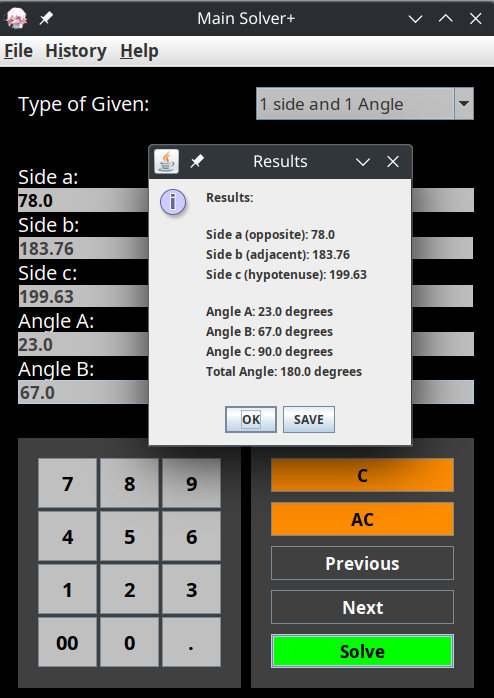 Main Solver+
File History Help
Type of Given:
1 side and 1 Angle
Side a:
78.0
Side b:
183.76
Side c:
199.63
Angle A:
23.0
Angle B:
67.0
Results
Results:
Side a (opposite): 78.0
Side b (adjacent): 183.76
Side c (hypotenuse): 199.63
Angle A: 23.0 degrees
Angle B: 67.0 degrees
Angle C: 90.0 degrees
Total Angle: 180.0 degrees
OK SAVE
7 8 9
4 5 6
1 2 3
00 0 .
C
AC
Previous
Next
Solve